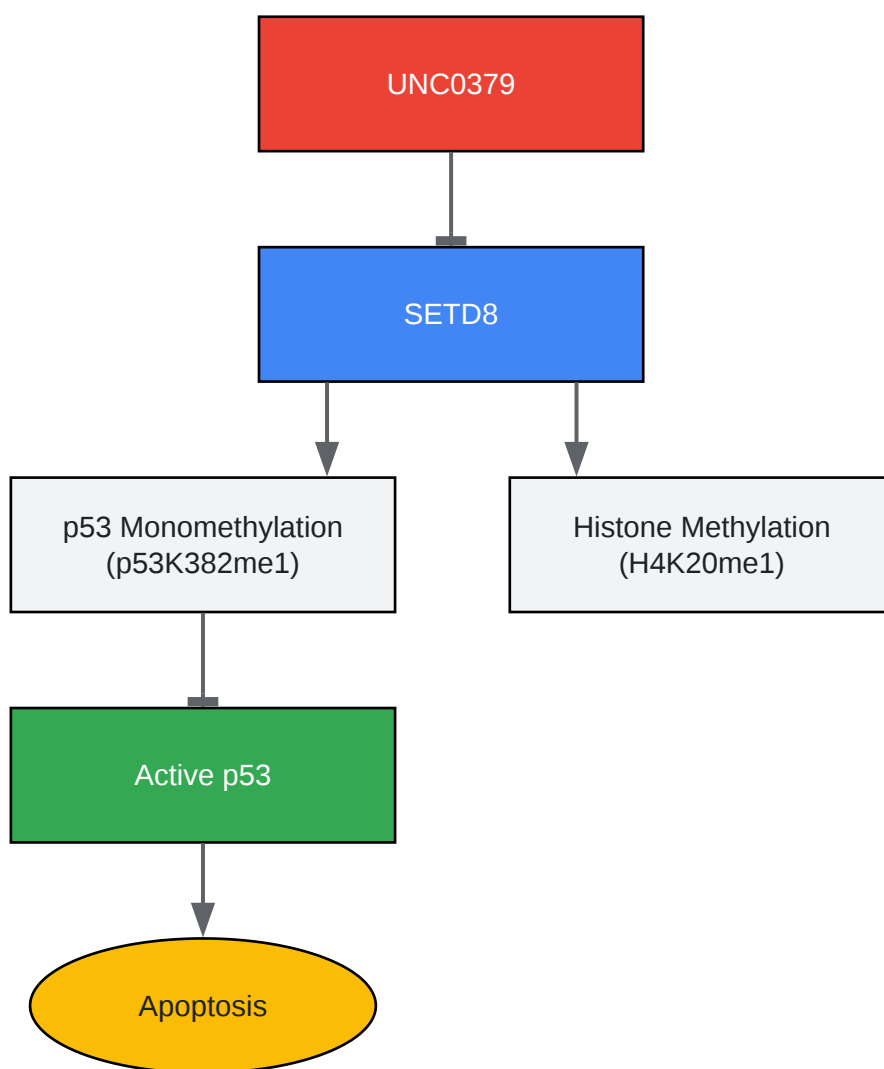 UNC0379
SETD8
p53 Monomethylation
(p53K382me1)
Histone Methylation
(H4K20me1)
Active p53
Apoptosis